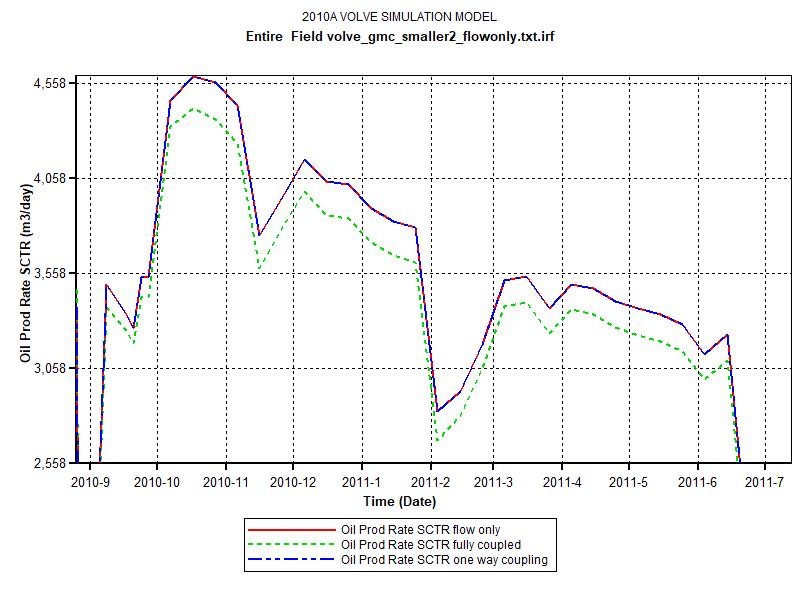 2010A VOLVE SIMULATION MODEL
Entire Field volve_gmc_smaller2_flowonly.txt.irf
Oil Prod Rate SCTR (m3/day)
4,558
4,058
3,558
3,058
2,558
2010-9 2010-10 2010-11 2010-12 2011-1 2011-2 2011-3 2011-4 2011-5 2011-6 2011-7
Time (Date)
Oil Prod Rate SCTR flow only
Oil Prod Rate SCTR fully coupled
Oil Prod Rate SCTR one way coupling